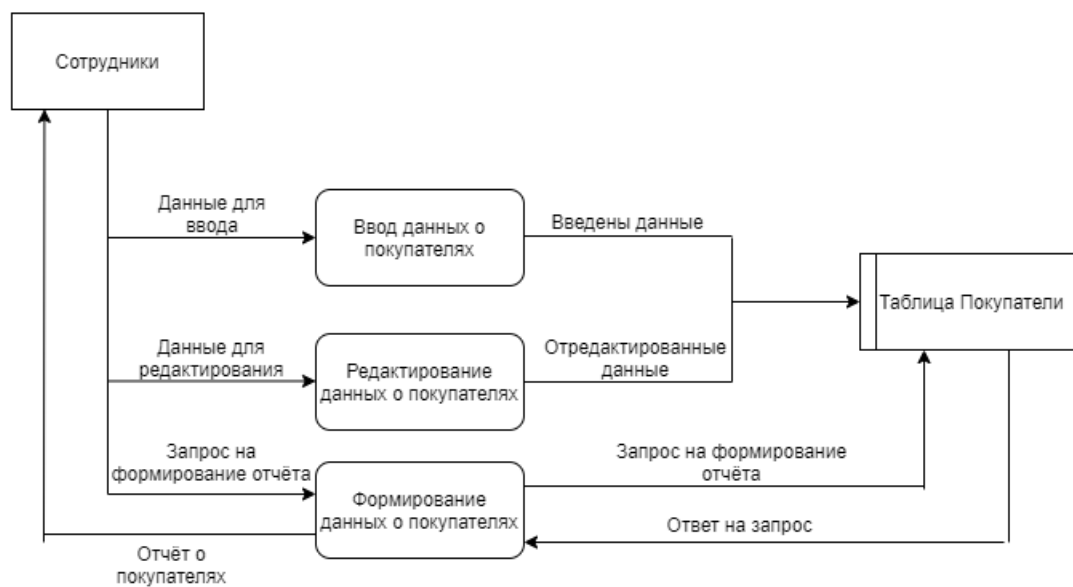 Сотрудники
Данные для
ввода
Ввод данных о
покупателях
Введены данные
Таблица Покупатели
Данные для
редактирования
Редактирование
данных о покупателях
Отредактированные
данные
Запрос на
формирование отчёта
Формирование
данных о покупателях
Запрос на формирование
отчёта
Ответ на запрос
Отчёт о
покупателях